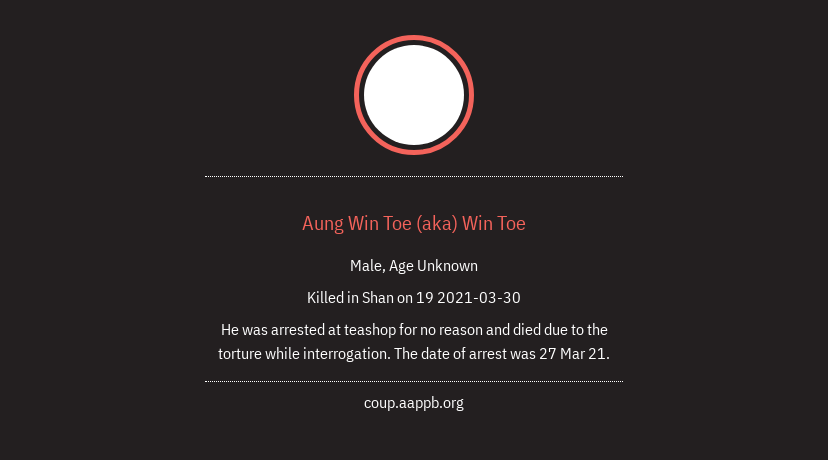 Aung Win Toe (aka) Win Toe
Male, Age Unknown
Killed in Shan on 19 2021-03-30
He was arrested at teashop for no reason and died due to the
torture while interrogation. The date of arrest was 27 Mar 21.
coup.aappb.org